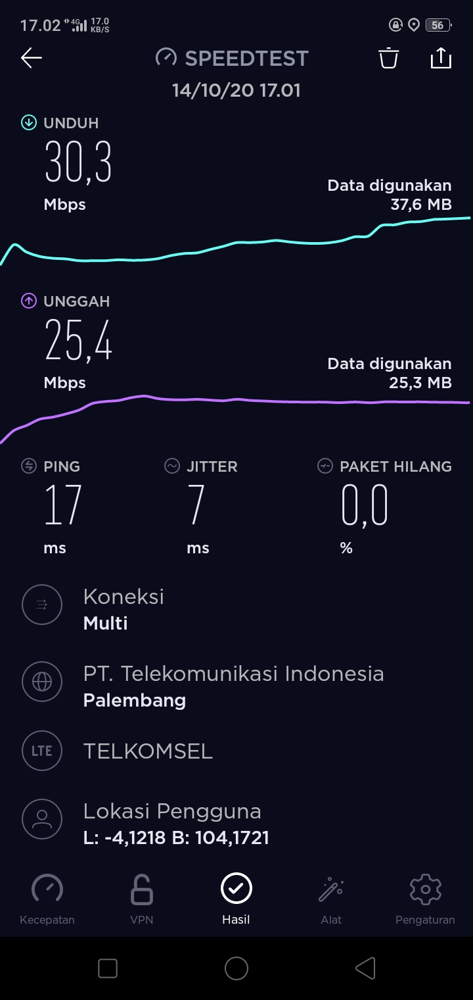 17.02 4G 17.0 KB/S 56
SPEEDTEST
14/10/20 17.01
UNDUH
30,3
Mbps
Data digunakan
37,6 MB
UNGGAH
25,4
Mbps
Data digunakan
25,3 MB
PING JITTER PAKET HILANG
17 7 0,0
ms ms %
Koneksi
Multi
PT. Telekomunikasi Indonesia
Palembang
LTE TELKOMSEL
Lokasi Pengguna
L: -4,1218 B: 104,1721
Kecepatan VPN Hasil Alat Pengaturan